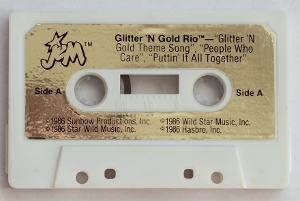 JEM™
Glitter 'N Gold Rio™—"Glitter 'N
Gold Theme Song", "People Who
Care", "Puttin' It All Together"
Side A
Side A
©1986 Sunbow Productions, Inc. ©1986 Star Wild Music, Inc.
©1986 Star Wild Music, Inc. ©1986 Hasbro, Inc.